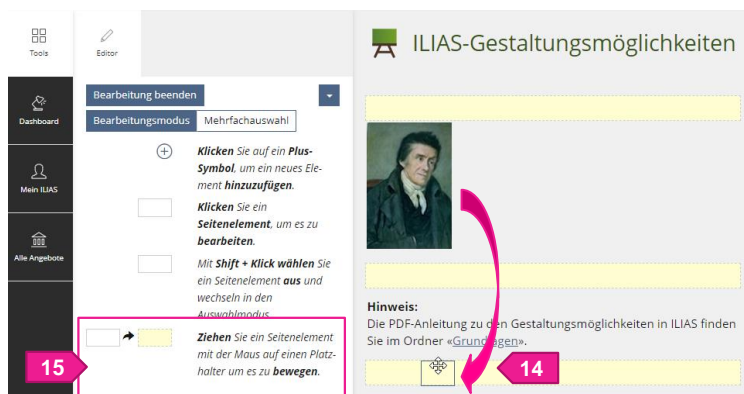 Tools
Editor
Dashboard
Mein ILIAS
Alle Angebote
Bearbeitung beenden
Bearbeitungsmodus Mehrfachauswahl
Klicken Sie auf ein Plus-
Symbol, um ein neues Ele-
ment hinzuzufügen.
Klicken Sie ein
Seitenelement, um es zu
bearbeiten.
Mit Shift + Klick wählen Sie
ein Seitenelement aus und
wechseln in den
Auswahlmodus
Ziehen Sie ein Seitenelement
mit der Maus auf einen Platz-
halter um es zu bewegen.
15
ILIAS-Gestaltungsmöglichkeiten
Hinweis:
Die PDF-Anleitung zu den Gestaltungsmöglichkeiten in ILIAS finden
Sie im Ordner «Grundlagen».
14